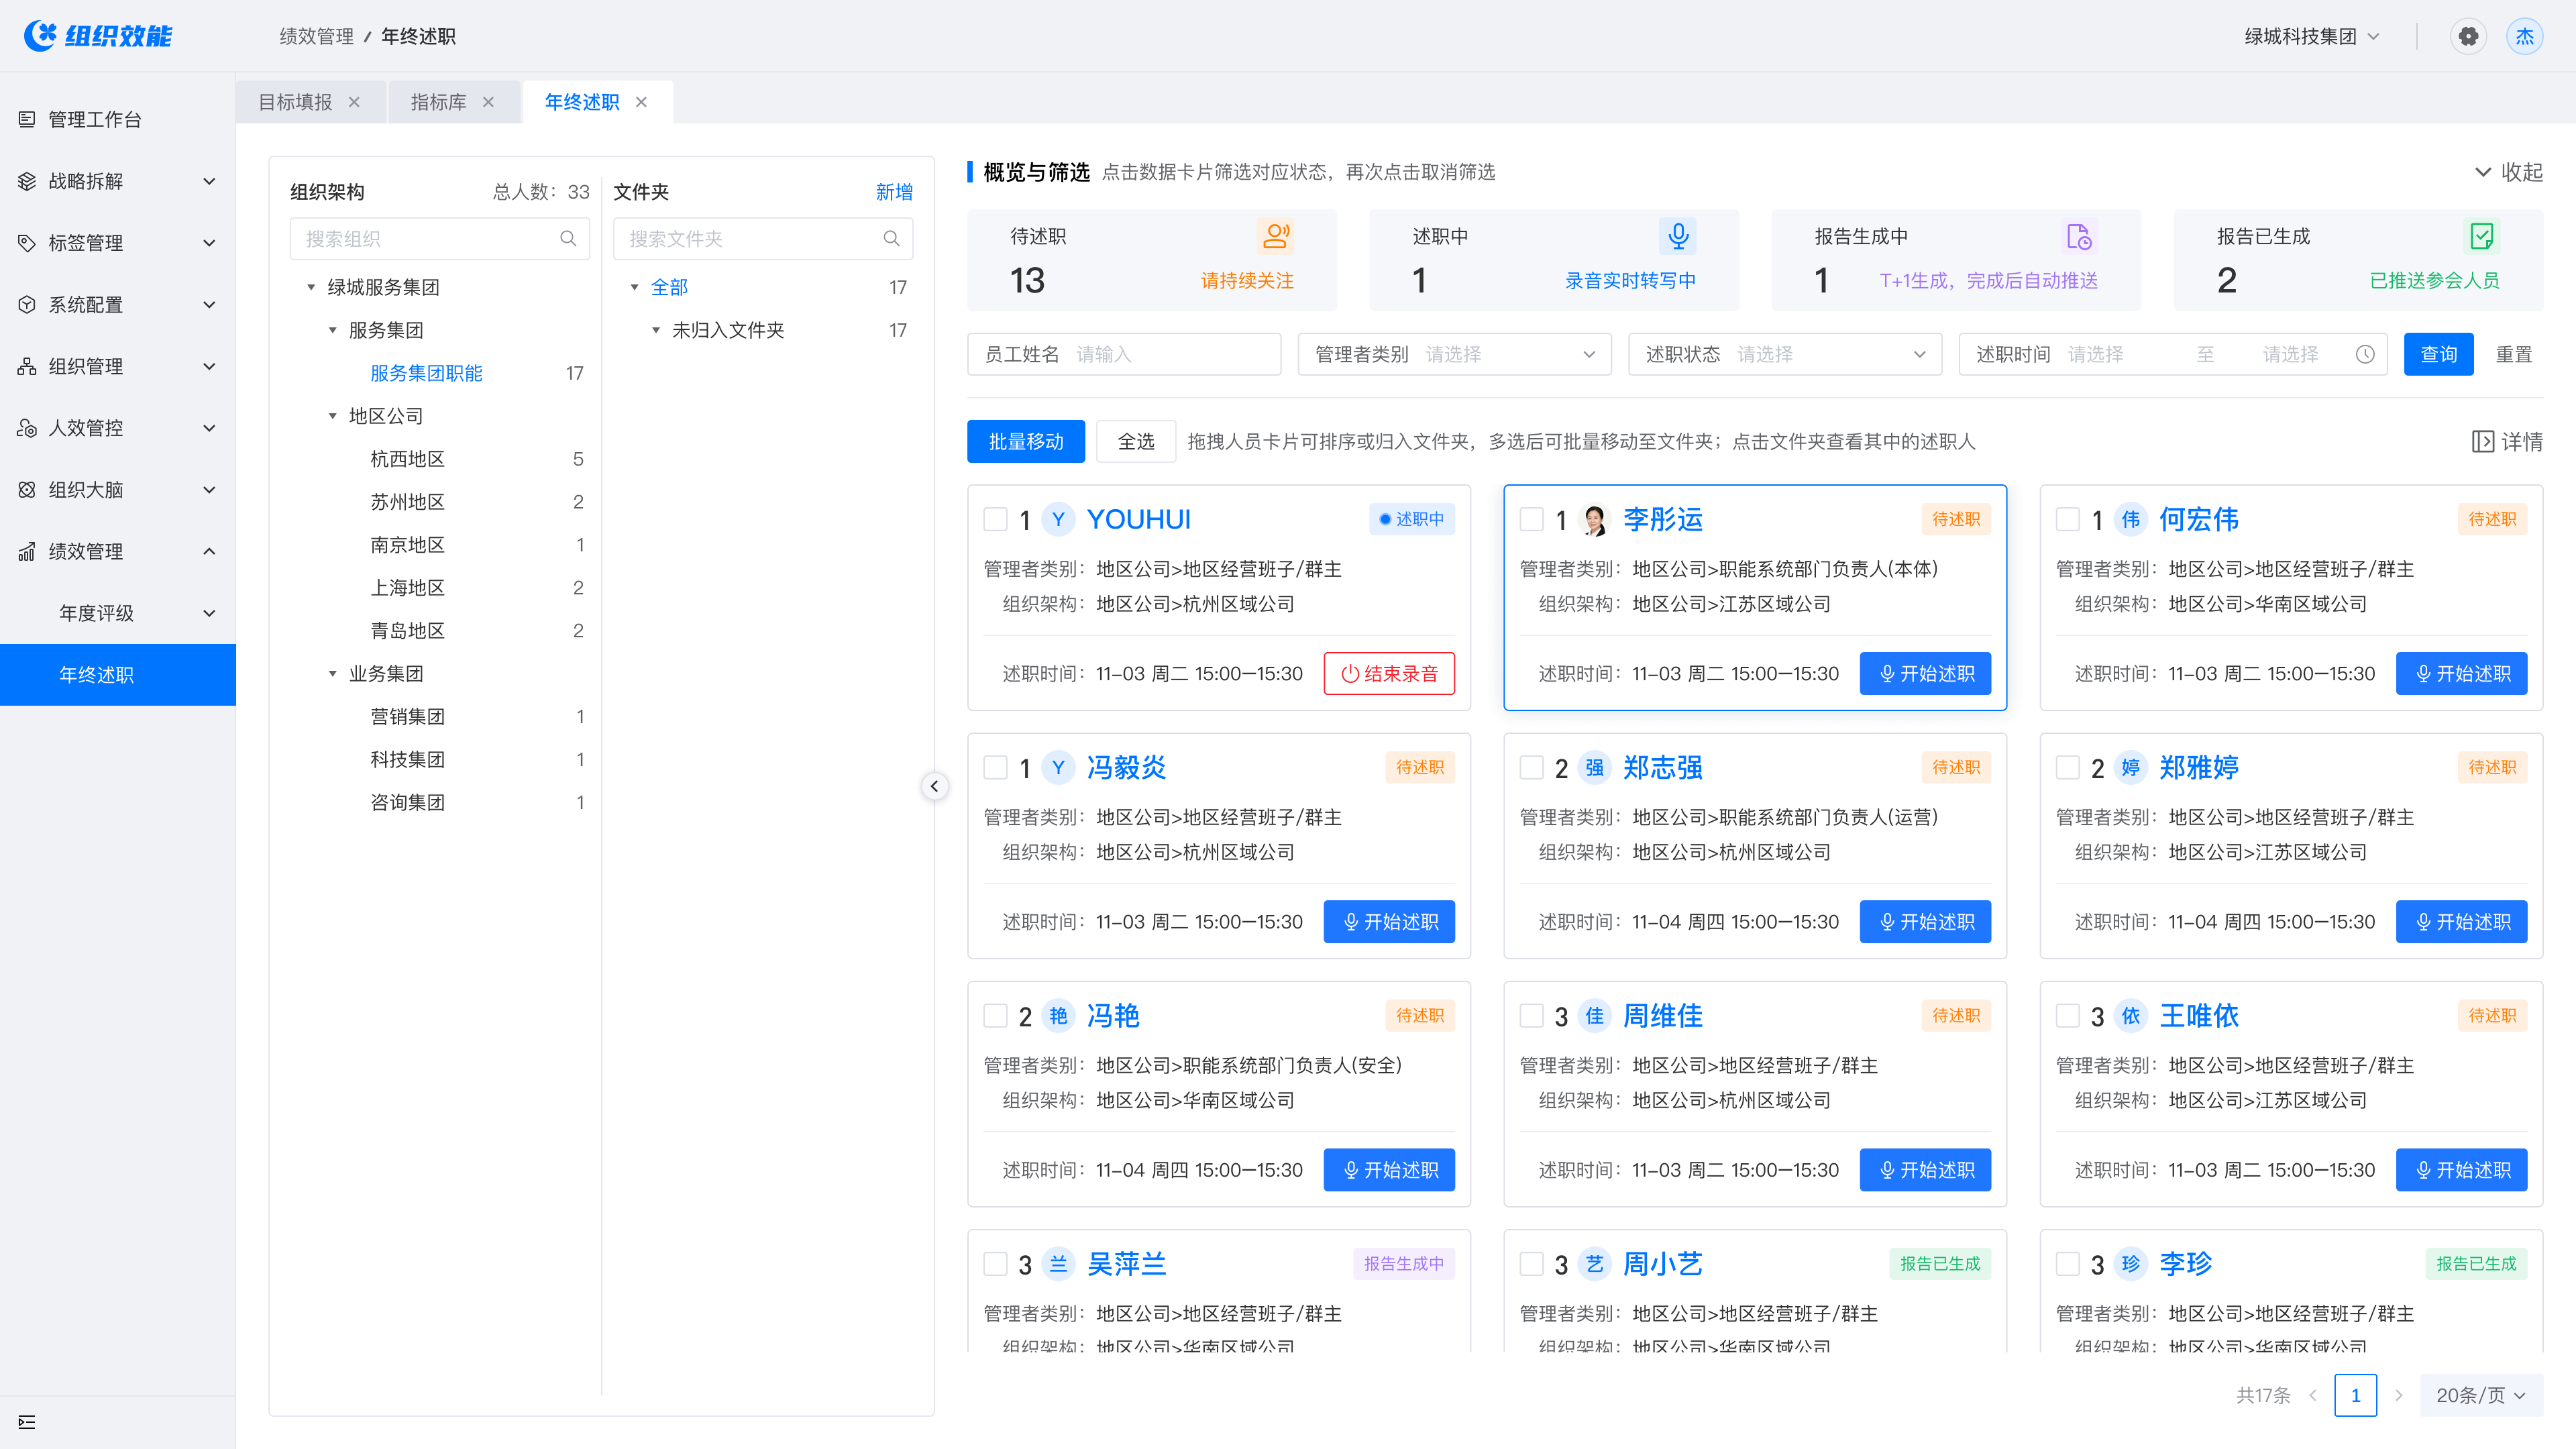 组织效能
绩效管理 / 年终述职
绿城科技集团
杰
管理工作台
战略拆解
标签管理
系统配置
组织管理
人效管控
组织大脑
绩效管理
年度评级
年终述职
目标填报
指标库
年终述职
组织架构 总人数：33
搜索组织
绿城服务集团
服务集团
服务集团职能 17
地区公司
杭西地区 5
苏州地区 2
南京地区 1
上海地区 2
青岛地区 2
业务集团
营销集团 1
科技集团 1
咨询集团 1
文件夹 新增
搜索文件夹
全部 17
未归入文件夹 17
概览与筛选 点击数据卡片筛选对应状态，再次点击取消筛选 收起
待述职
13 请持续关注
述职中
1 录音实时转写中
报告生成中
1 T+1生成，完成后自动推送
报告已生成
2 已推送参会人员
员工姓名 请输入 管理者类别 请选择 述职状态 请选择 述职时间 请选择 至 请选择 查询 重置
批量移动 全选 拖拽人员卡片可排序或归入文件夹，多选后可批量移动至文件夹；点击文件夹查看其中的述职人 详情
1 Y YOUHUI 述职中
管理者类别：地区公司>地区经营班子/群主
组织架构：地区公司>杭州区域公司
述职时间：11-03 周二 15:00—15:30 结束录音
1 李彤运 待述职
管理者类别：地区公司>职能系统部门负责人(本体)
组织架构：地区公司>江苏区域公司
述职时间：11-03 周二 15:00—15:30 开始述职
1 伟 何宏伟 待述职
管理者类别：地区公司>地区经营班子/群主
组织架构：地区公司>华南区域公司
述职时间：11-03 周二 15:00—15:30 开始述职
1 Y 冯毅炎 待述职
管理者类别：地区公司>地区经营班子/群主
组织架构：地区公司>杭州区域公司
述职时间：11-03 周二 15:00—15:30 开始述职
2 强 郑志强 待述职
管理者类别：地区公司>职能系统部门负责人(运营)
组织架构：地区公司>杭州区域公司
述职时间：11-04 周四 15:00—15:30 开始述职
2 婷 郑雅婷 待述职
管理者类别：地区公司>地区经营班子/群主
组织架构：地区公司>江苏区域公司
述职时间：11-04 周四 15:00—15:30 开始述职
2 艳 冯艳 待述职
管理者类别：地区公司>职能系统部门负责人(安全)
组织架构：地区公司>华南区域公司
述职时间：11-04 周四 15:00—15:30 开始述职
3 佳 周维佳 待述职
管理者类别：地区公司>地区经营班子/群主
组织架构：地区公司>杭州区域公司
述职时间：11-03 周二 15:00—15:30 开始述职
3 依 王唯依 待述职
管理者类别：地区公司>地区经营班子/群主
组织架构：地区公司>江苏区域公司
述职时间：11-03 周二 15:00—15:30 开始述职
3 兰 吴萍兰 报告生成中
管理者类别：地区公司>地区经营班子/群主
组织架构：地区公司>华南区域公司
3 艺 周小艺 报告已生成
管理者类别：地区公司>地区经营班子/群主
组织架构：地区公司>华南区域公司
3 珍 李珍 报告已生成
管理者类别：地区公司>地区经营班子/群主
组织架构：地区公司>华南区域公司
共17条 1 20条/页